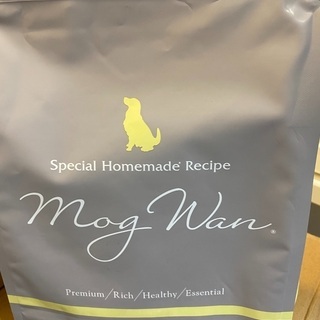 Special Homemade® Recipe
Mog Wan®
Premium/Rich/Healthy/Essential